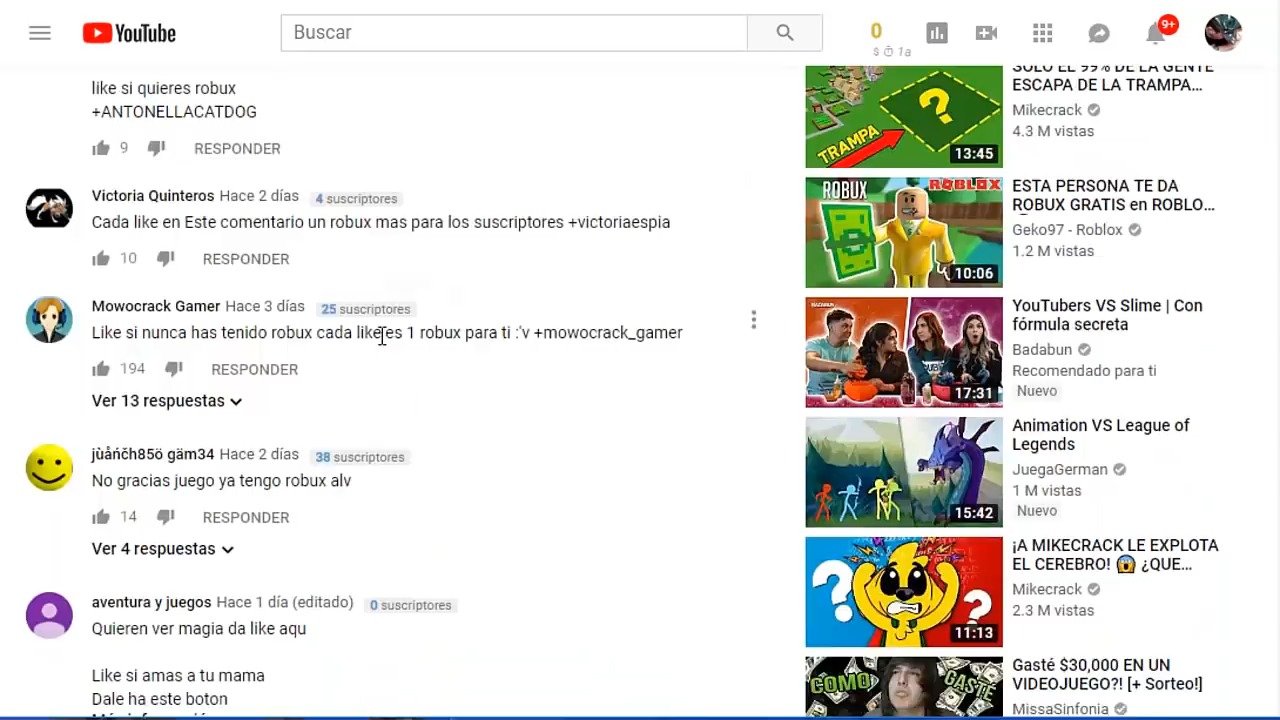 YouTube
Buscar
0
$ 1a
9+
like si quieres robux
+ANTONELLACATDOG
9 RESPONDER
Victoria Quinteros Hace 2 días 4 suscriptores
Cada like en Este comentario un robux mas para los suscriptores +victoriaespia
10 RESPONDER
Mowocrack Gamer Hace 3 días 25 suscriptores
Like si nunca has tenido robux cada like es 1 robux para ti :'v +mowocrack_gamer
194 RESPONDER
Ver 13 respuestas
jùåńčh85ö gäm34 Hace 2 días 38 suscriptores
No gracias juego ya tengo robux alv
14 RESPONDER
Ver 4 respuestas
aventura y juegos Hace 1 día (editado) 0 suscriptores
Quieren ver magia da like aqu
Like si amas a tu mama
Dale ha este boton
TRAMPA
13:45
SOLO EL 99% DE LA GENTE
ESCAPA DE LA TRAMPA...
Mikecrack
4.3 M vistas
ROBUX
ROBLOX
10:06
ESTA PERSONA TE DA
ROBUX GRATIS en ROBLO...
Geko97 - Roblox
1.2 M vistas
BADABUN
17:31
YouTubers VS Slime | Con
fórmula secreta
Badabun
Recomendado para ti
Nuevo
15:42
Animation VS League of
Legends
JuegaGerman
1 M vistas
Nuevo
11:13
¡A MIKECRACK LE EXPLOTA
EL CEREBRO! 😱 ¿QUE...
Mikecrack
2.3 M vistas
COMO GASTÉ
Gasté $30,000 EN UN
VIDEOJUEGO?! [+ Sorteo!]
MissaSinfonia